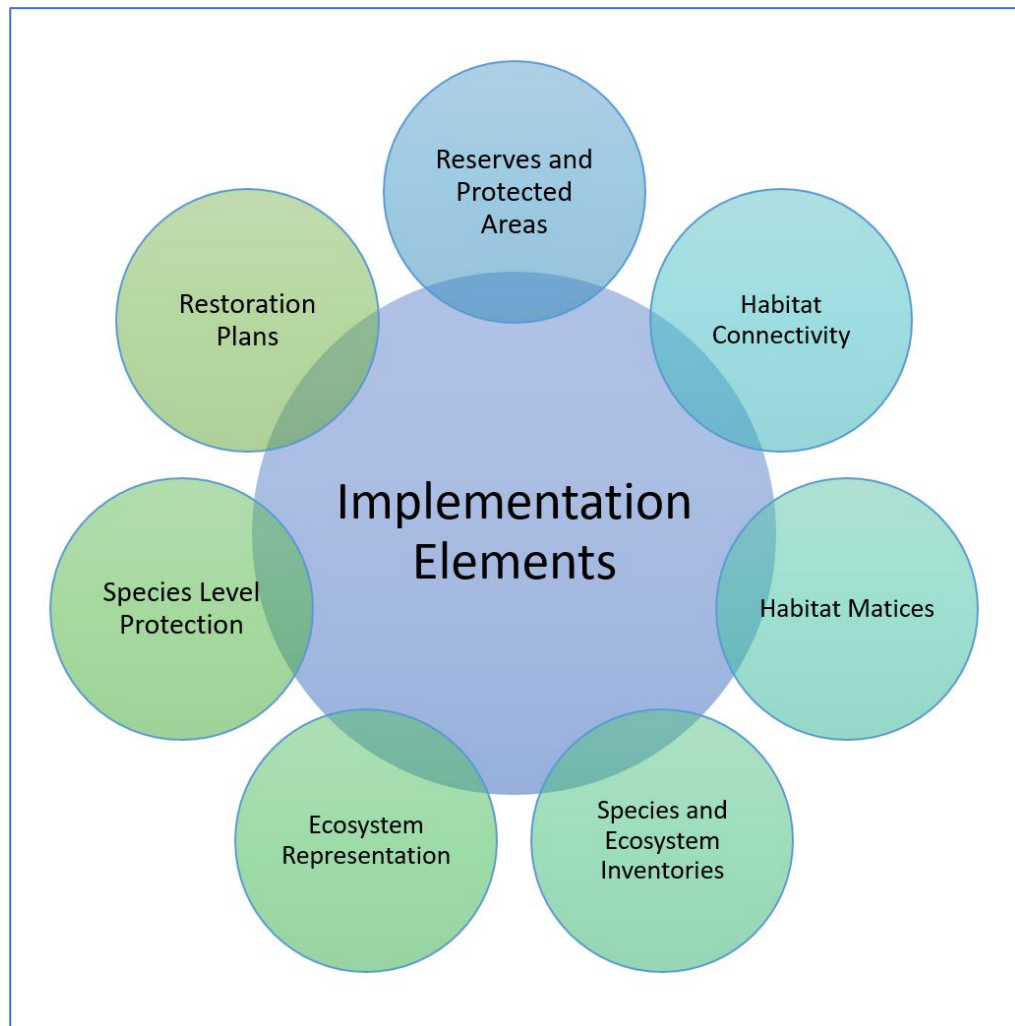 Reserves and
Protected
Areas
Habitat
Connectivity
Habitat Matices
Species and
Ecosystem
Inventories
Ecosystem
Representation
Species Level
Protection
Restoration
Plans
Implementation
Elements